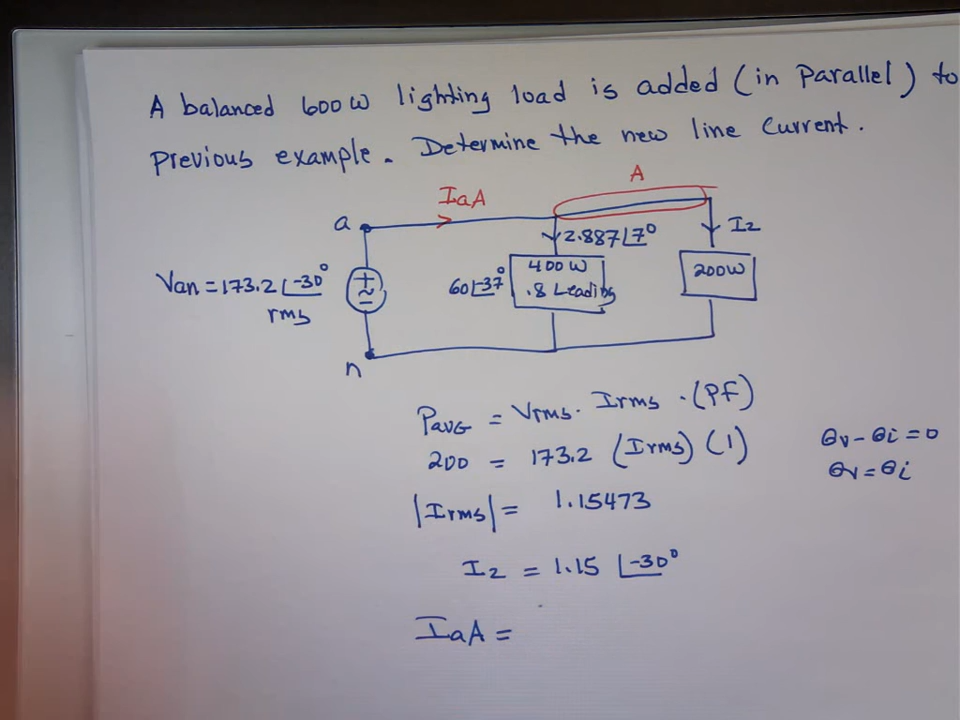 A balanced 600W lighting load is added (in Parallel) to
Previous example. Determine the new line current.
IaA
A
a
2.887∠7°
I2
Van = 173.2 ∠-30°
rms
+
~
60∠-37°
400W
.8 Leading
200W
n
PAVG = Vrms. Irms .(PF)
200 = 173.2 (Irms) (1)
θv - θi = 0
θv = θi
|Irms| = 1.15473
I2 = 1.15 ∠-30°
IaA =